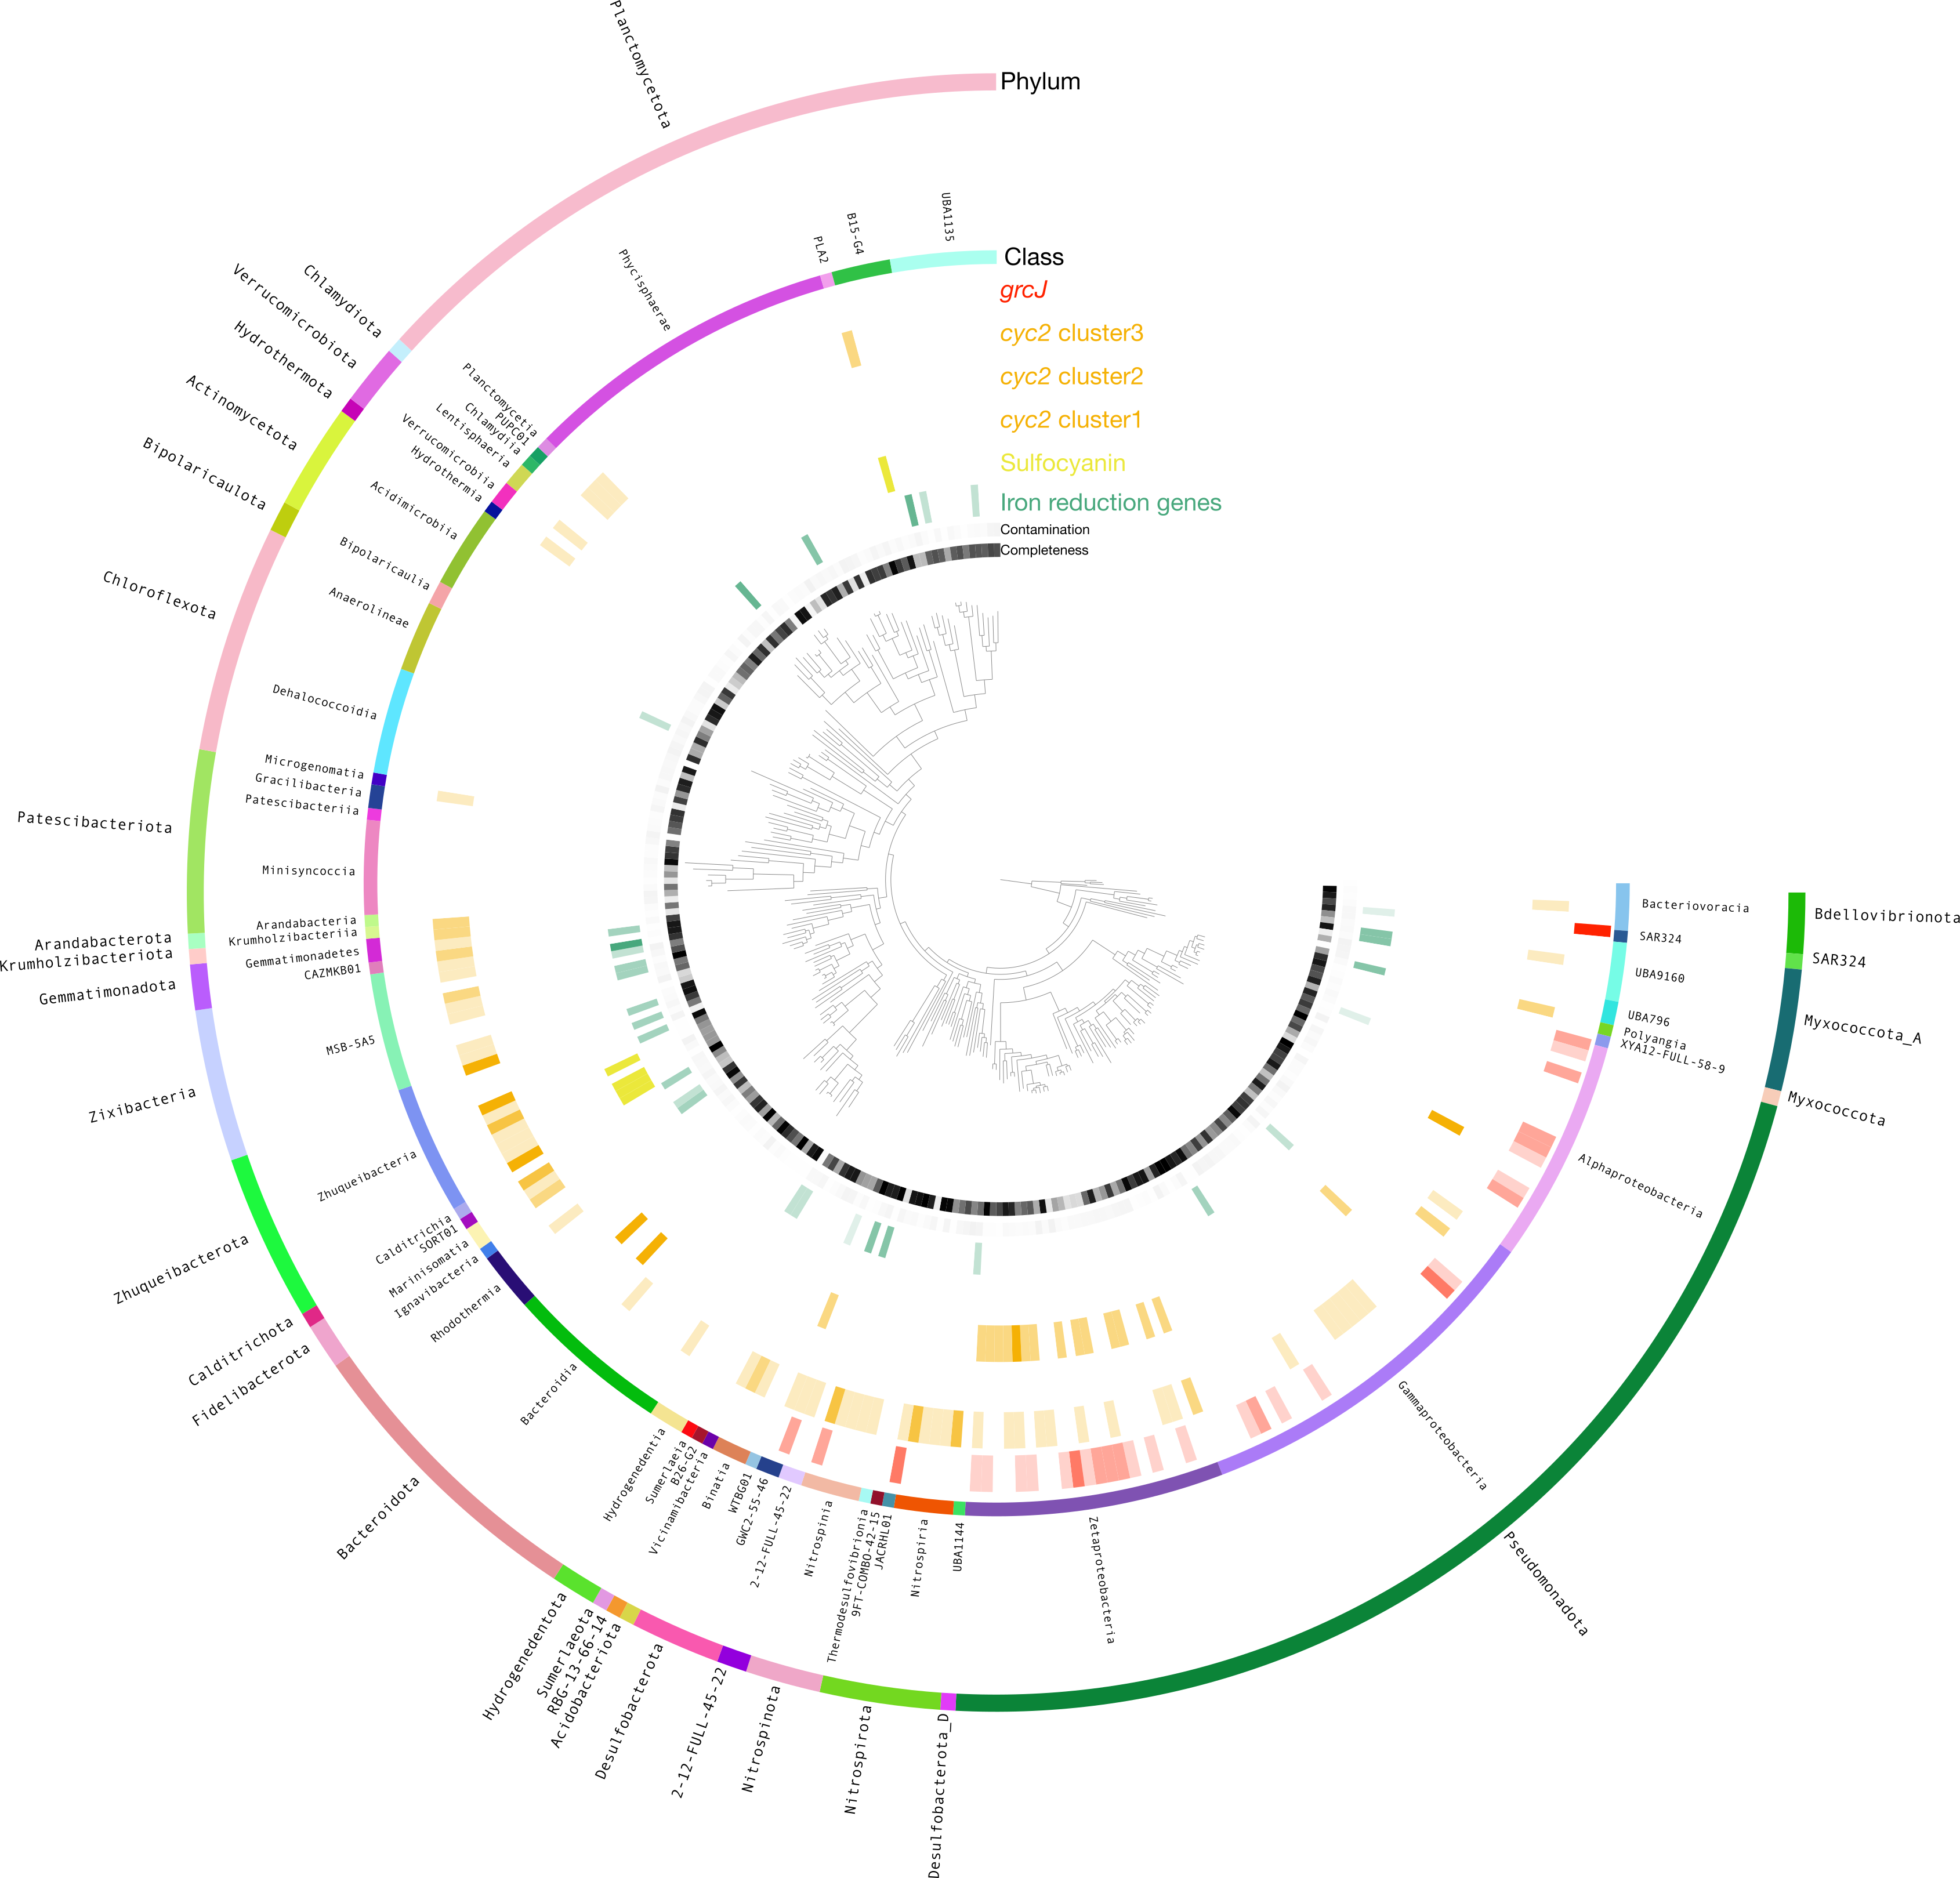 Phylum
Class
grcJ
cyc2 cluster3
cyc2 cluster2
cyc2 cluster1
Sulfocyanin
Iron reduction genes
Contamination
Completeness
Planctomycetota
Chlamydiota
Verrucomicrobiota
Hydrothermota
Actinomycetota
Bipolaricaulota
Chloroflexota
Patescibacteriota
Arandabacterota
Krumholzibacteriota
Gemmatimonadota
Zixibacteria
Zhuqueibacterota
Calditrichota
Fidelibacterota
Bacteroidota
Hydrogenedentota
Sumerlaeota
RBG-13-66-14
Acidobacteriota
Desulfobacterota
2-12-FULL-45-22
Nitrospinota
Nitrospirota
Desulfobacterota_D
Pseudomonadota
Myxococcota
Myxococcota_A
SAR324
Bdellovibrionota
UBA1135
B15-G4
PLA2
Phycisphaerae
Planctomycetia
PUPC01
Chlamydiia
Lentisphaeria
Verrucomicrobiia
Hydrothermia
Acidimicrobiia
Bipolaricaulia
Anaerolineae
Dehalococcoidia
Microgenomatia
Gracilibacteria
Patescibacteriia
Minisyncoccia
Arandabacteria
Krumholzibacteriia
Gemmatimonadetes
CAZMKB01
MSB-5A5
Zhuqueibacteria
Calditrichia
SORT01
Marinisomatia
Ignavibacteria
Rhodothermia
Bacteroidia
Hydrogenedentia
Sumerlaeia
B26-G2
Vicinamibacteria
Binatia
WTBG01
GWC2-55-46
2-12-FULL-45-22
Nitrospinia
Thermodesulfovibrionia
9FT-COMBO-42-15
JACRHL01
Nitrospiria
UBA1144
Zetaproteobacteria
Gammaproteobacteria
Alphaproteobacteria
XYA12-FULL-58-9
Polyangia
UBA796
UBA9160
SAR324
Bacteriovoracia